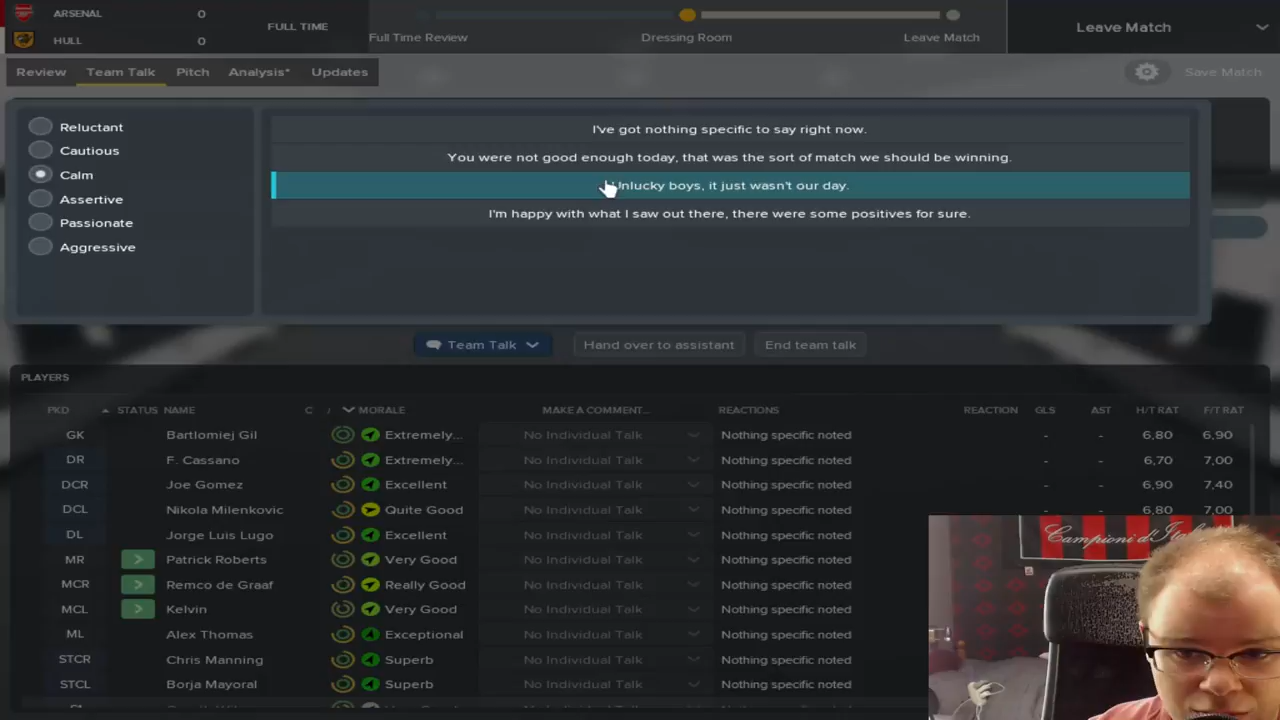 ARSENAL 0
HULL 0
FULL TIME
Full Time Review
Dressing Room
Leave Match
Leave Match
Review Team Talk Pitch Analysis* Updates
Save Match
Reluctant
Cautious
Calm
Assertive
Passionate
Aggressive
I've got nothing specific to say right now.
You were not good enough today, that was the sort of match we should be winning.
Unlucky boys, it just wasn't our day.
I'm happy with what I saw out there, there were some positives for sure.
Team Talk Hand over to assistant End team talk
PLAYERS
PKD STATUS NAME C / MORALE MAKE A COMMENT... REACTIONS REACTION GLS AST H/T RAT F/T RAT
GK Bartlomiej Gil Extremely... No Individual Talk Nothing specific noted - - 6,80 6,90
DR F. Cassano Extremely... No Individual Talk Nothing specific noted - - 6,70 7,00
DCR Joe Gomez Excellent No Individual Talk Nothing specific noted - - 6,90 7,40
DCL Nikola Milenkovic Quite Good No Individual Talk Nothing specific noted - - 6,80 7,00
DL Jorge Luis Lugo Excellent No Individual Talk Nothing specific noted
MR Patrick Roberts Very Good No Individual Talk Nothing specific noted
MCR Remco de Graaf Really Good No Individual Talk Nothing specific noted
MCL Kelvin Very Good No Individual Talk Nothing specific noted
ML Alex Thomas Exceptional No Individual Talk Nothing specific noted
STCR Chris Manning Superb No Individual Talk Nothing specific noted
STCL Borja Mayoral Superb No Individual Talk Nothing specific noted
Campioni d'Italia